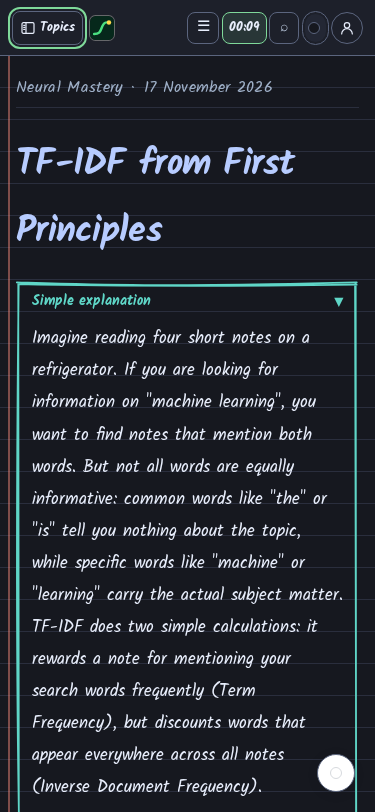 Topics
00:09
Neural Mastery · 17 November 2026
TF-IDF from First
Principles
Simple explanation
Imagine reading four short notes on a
refrigerator. If you are looking for
information on "machine learning", you
want to find notes that mention both
words. But not all words are equally
informative: common words like "the" or
"is" tell you nothing about the topic,
while specific words like "machine" or
"learning" carry the actual subject matter.
TF-IDF does two simple calculations: it
rewards a note for mentioning your
search words frequently (Term
Frequency), but discounts words that
appear everywhere across all notes
(Inverse Document Frequency).